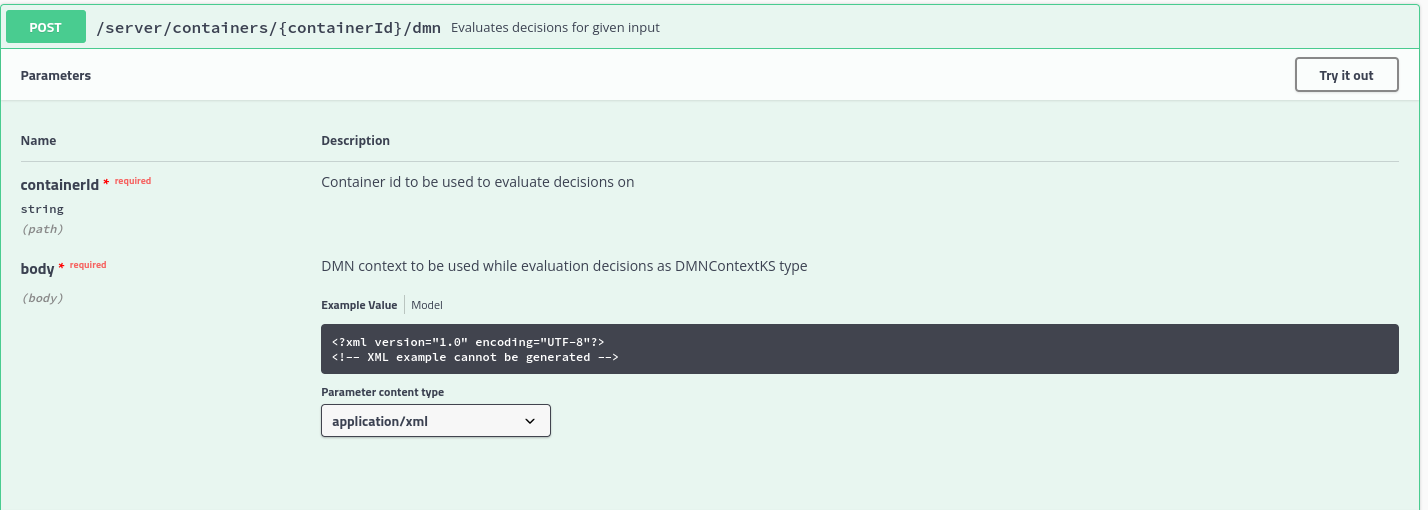 POST /server/containers/{containerId}/dmn Evaluates decisions for given input
Parameters Try it out
Name Description
containerId * required Container id to be used to evaluate decisions on
string
(path)
body * required DMN context to be used while evaluation decisions as DMNContextKS type
(body)
Example Value Model
<?xml version="1.0" encoding="UTF-8"?>
<!-- XML example cannot be generated -->
Parameter content type
application/xml